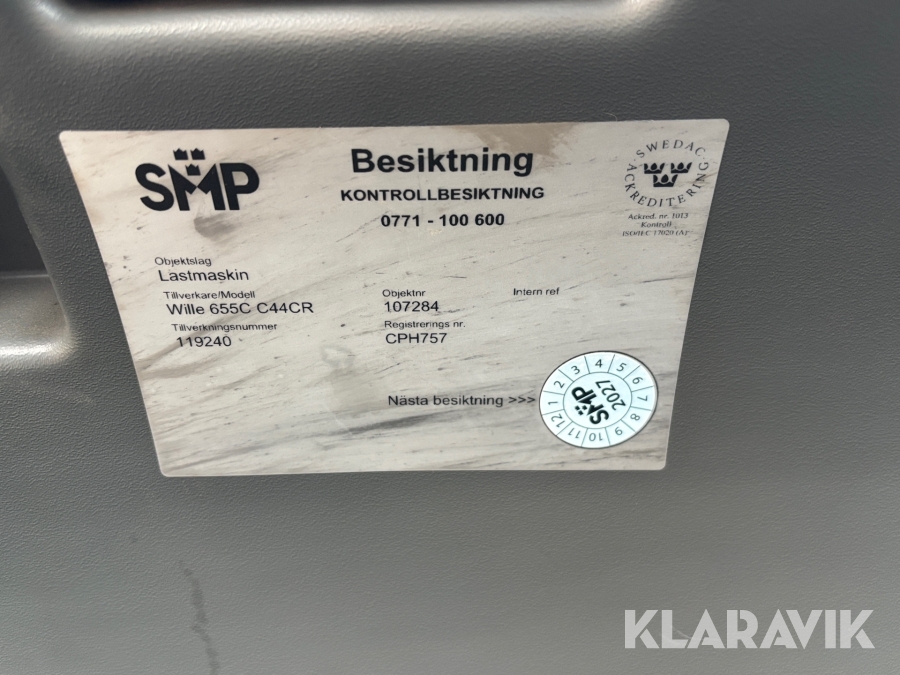 SMP
Besiktning
KONTROLLBESIKTNING
0771 - 100 600
SWEDAC
ACKREDITERING
Ackred. nr. 1013
Kontroll
ISO/IEC 17020 (A)
Objektslag
Lastmaskin
Tillverkare/Modell
Wille 655C C44CR
Objektnr
107284
Intern ref
Tillverkningsnummer
119240
Registrerings nr.
CPH757
Nästa besiktning >>>
1 2 3 4 5 6 7 8 9 10 11 12
SMP
2027
KLARAVIK